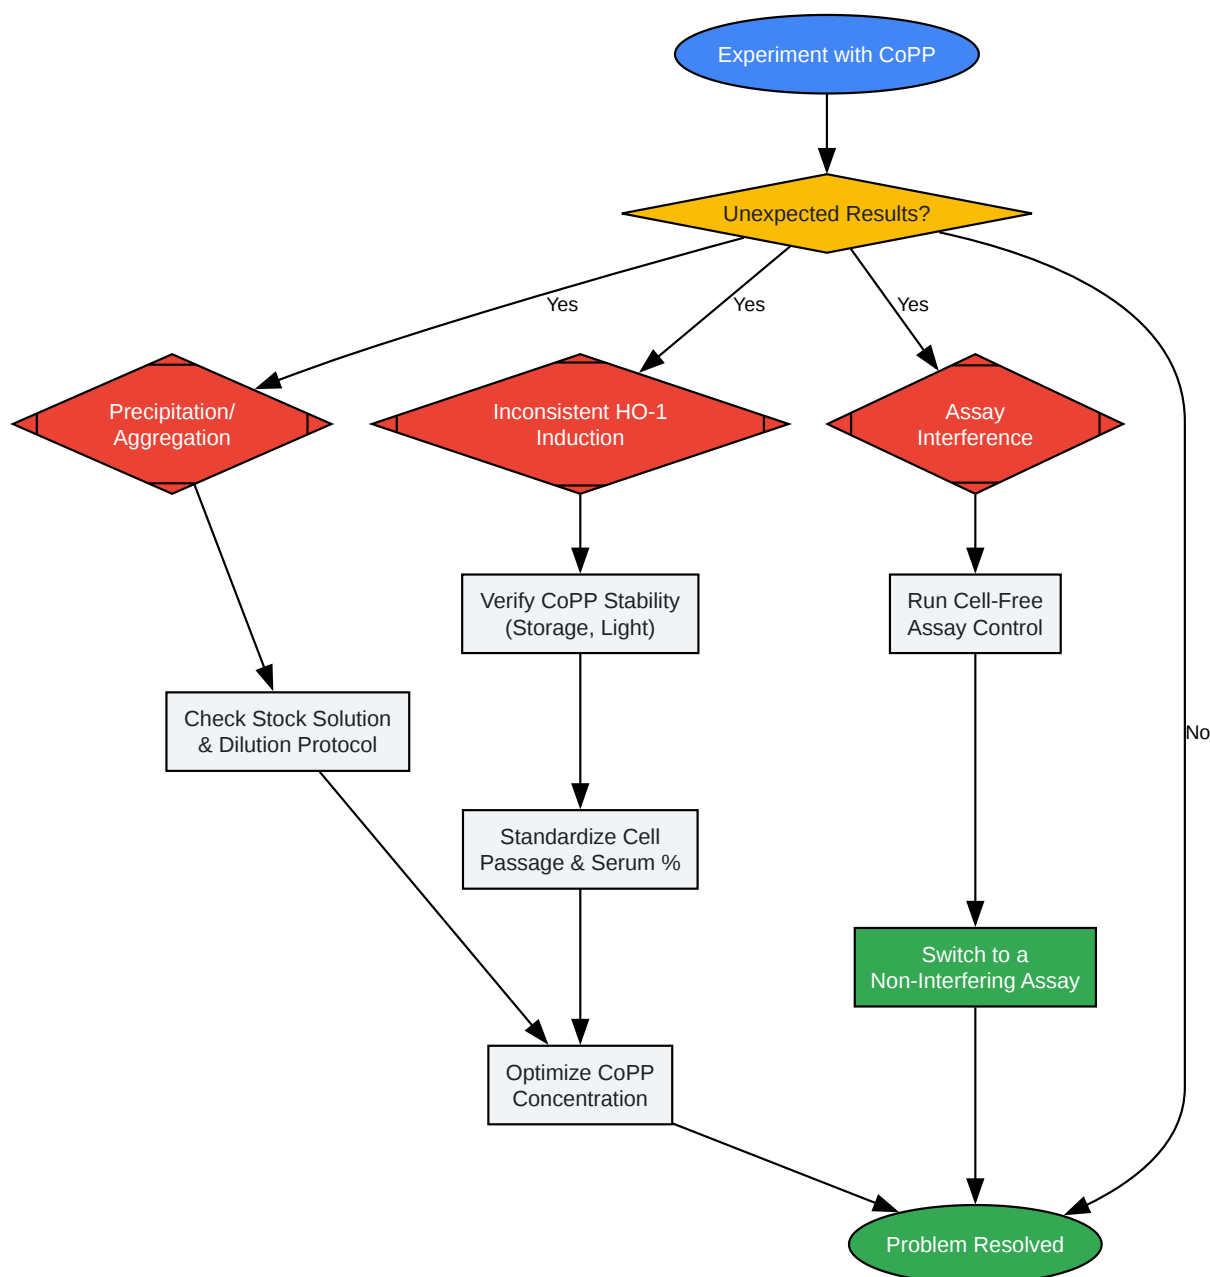 Experiment with CoPP
Unexpected Results?
Yes
Yes
Yes
Precipitation/
Aggregation
Inconsistent HO-1
Induction
Assay
Interference
Verify CoPP Stability
(Storage, Light)
Run Cell-Free
Assay Control
Check Stock Solution
& Dilution Protocol
No
Standardize Cell
Passage & Serum %
Switch to a
Non-Interfering Assay
Optimize CoPP
Concentration
Problem Resolved